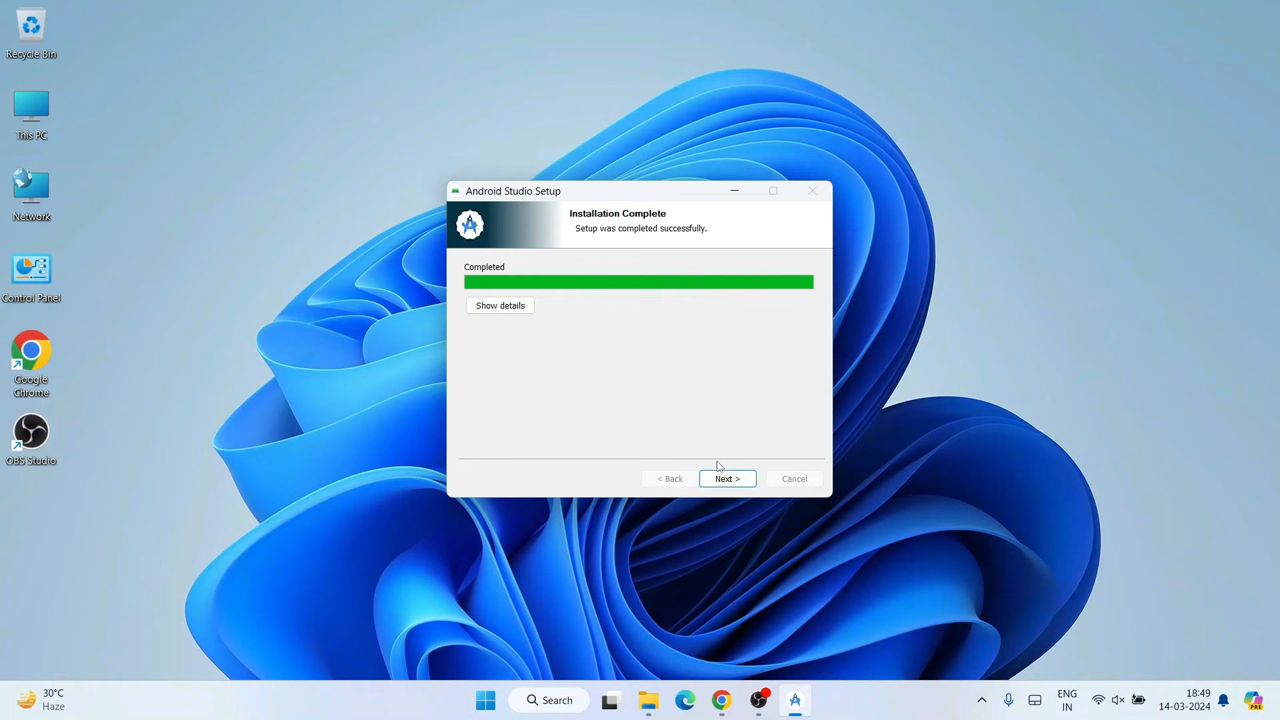 Recycle Bin
This PC
Network
Control Panel
Google
Chrome
OBS Studio
Android Studio Setup
Installation Complete
Setup was completed successfully.
Completed
Show details
< Back
Next >
Cancel
30°C
Haze
Search
ENG
IN
18:49
14-03-2024
PRE